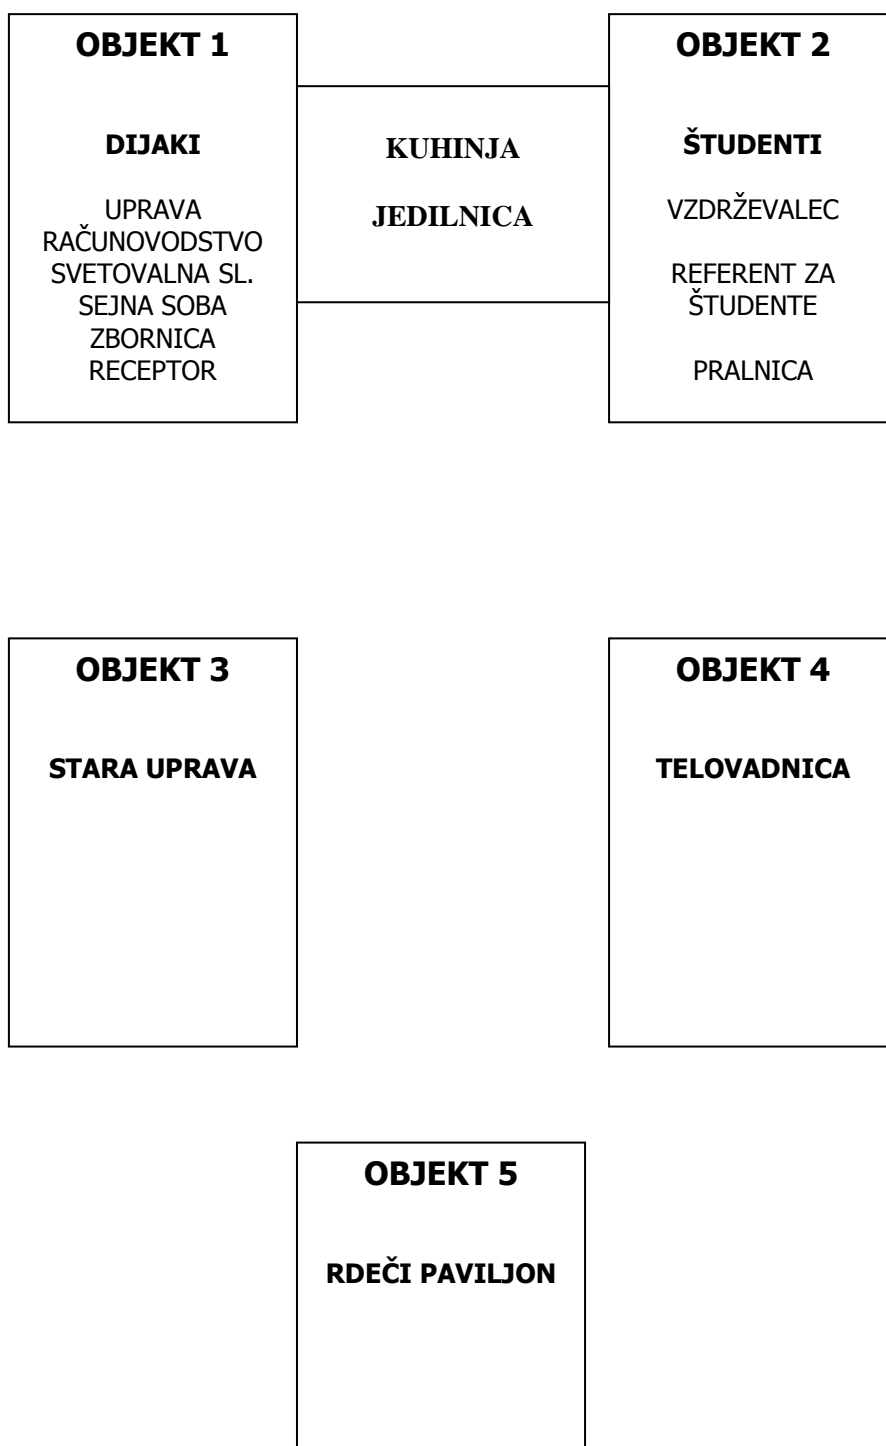 OBJEKT 1
DIJAKI
UPRAVA
RAČUNOVODSTVO
SVETOVALNA SL.
SEJNA SOBA
ZBORNICA
RECEPTOR
KUHINJA
JEDILNICA
OBJEKT 2
ŠTUDENTI
VZDRŽEVALEC
REFERENT ZA
ŠTUDENTE
PRALNICA
OBJEKT 3
STARA UPRAVA
OBJEKT 4
TELOVADNICA
OBJEKT 5
RDEČI PAVILJON